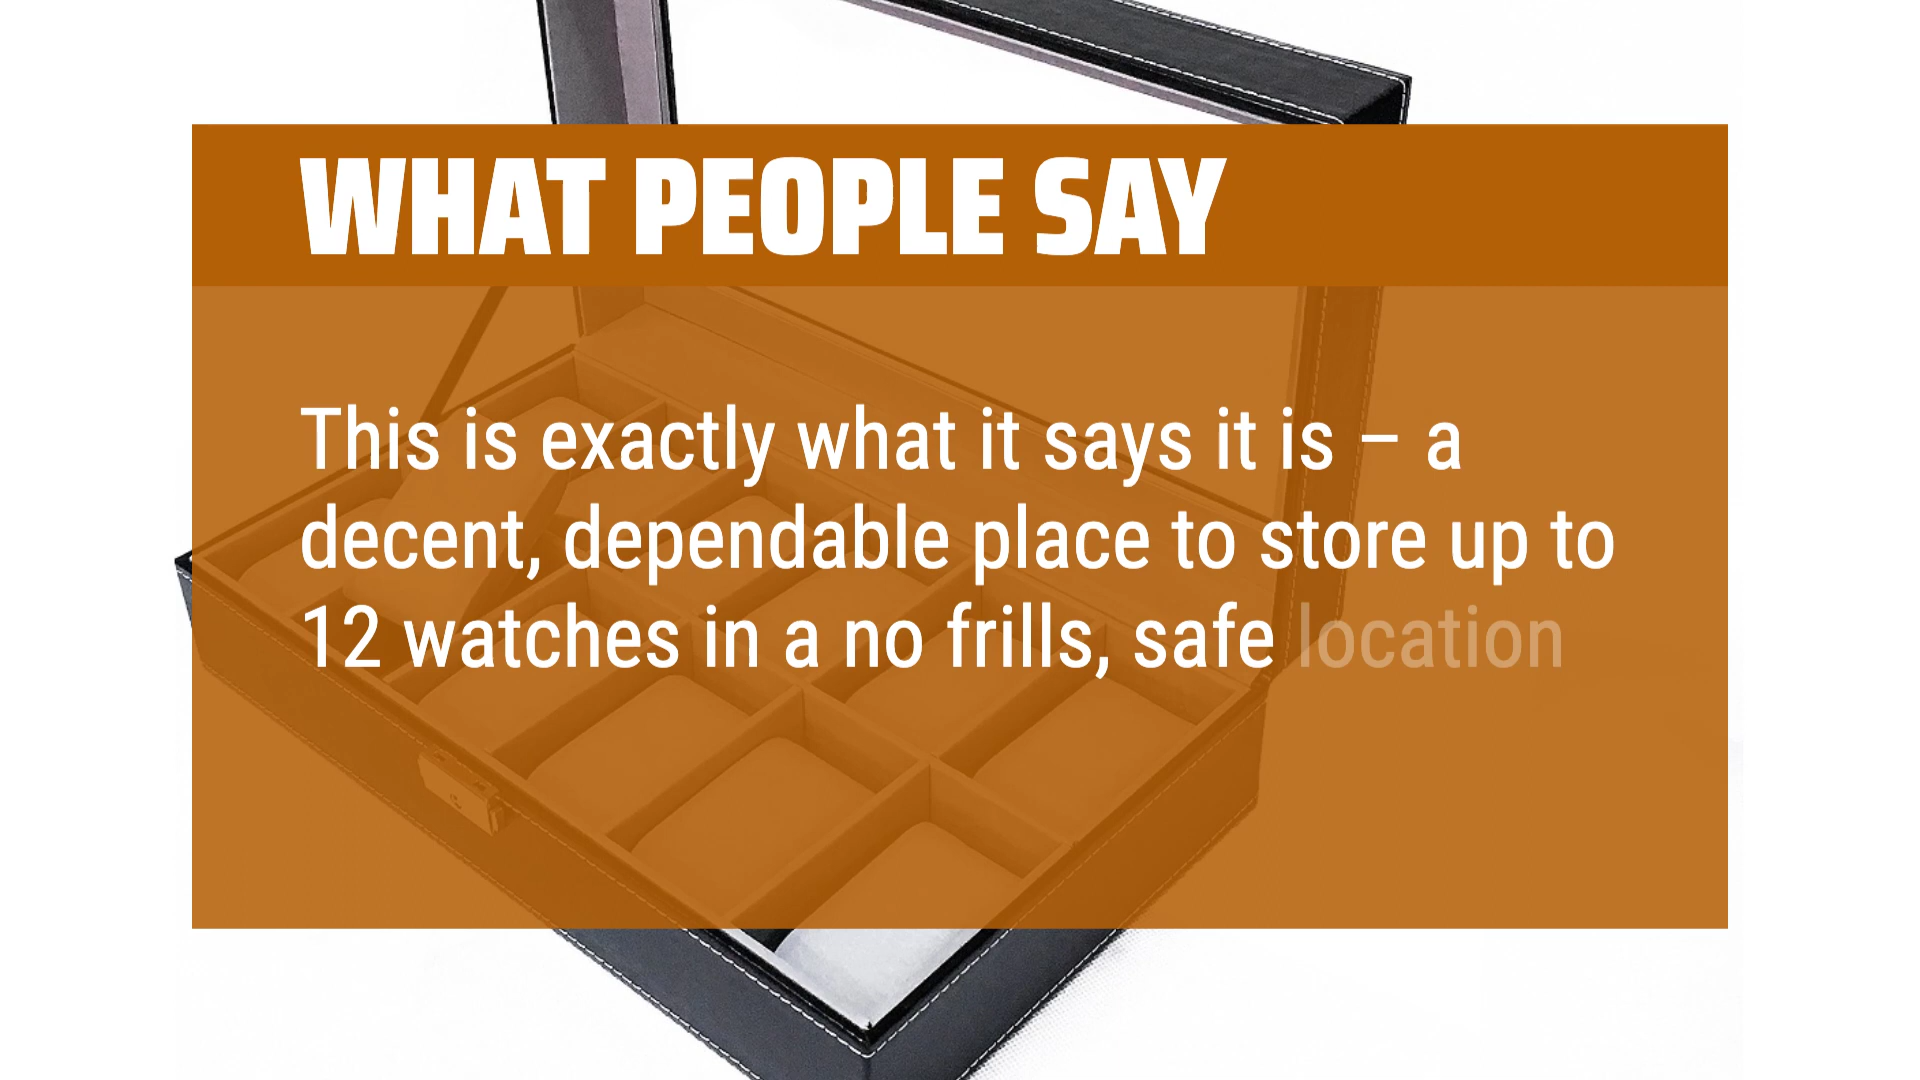 WHAT PEOPLE SAY
This is exactly what it says it is – a
decent, dependable place to store up to
12 watches in a no frills, safe location